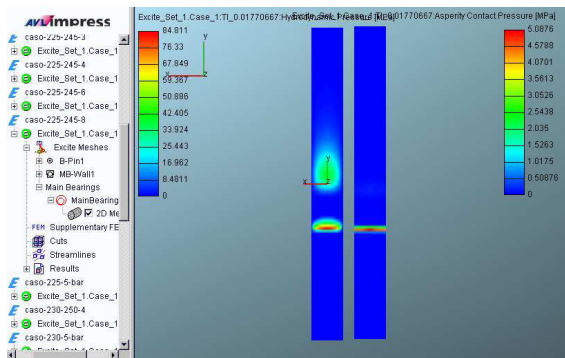 AVL impress
caso-225-245-3
Excite_Set_1.Case_1
caso-225-245-4
Excite_Set_1.Case_1
caso-225-245-6
Excite_Set_1.Case_1
caso-225-245-8
Excite_Set_1.Case_1
Excite Meshes
B-Pin1
MB-Wall1
Main Bearings
MainBearing
2D Me
FEM Supplementary FE
Cuts
Streamlines
Results
caso-225-5-bar
Excite_Set_1.Case_1
caso-230-250-4
Excite_Set_1.Case_1
caso-230-5-bar
Excite_Set_1.Case_1
Excite_Set_1.Case_1:TI_0.01770667:Hydrodynamic Pressure [MPa]
84.811
76.33
67.849
59.367
50.886
42.405
33.924
25.443
16.962
8.4811
0
y
x
z
y
x
z
Excite_Set_1.Case_1:TI_0.01770667:Asperity Contact Pressure [MPa]
5.0876
4.5788
4.0701
3.5613
3.0526
2.5438
2.035
1.5263
1.0175
0.50876
0